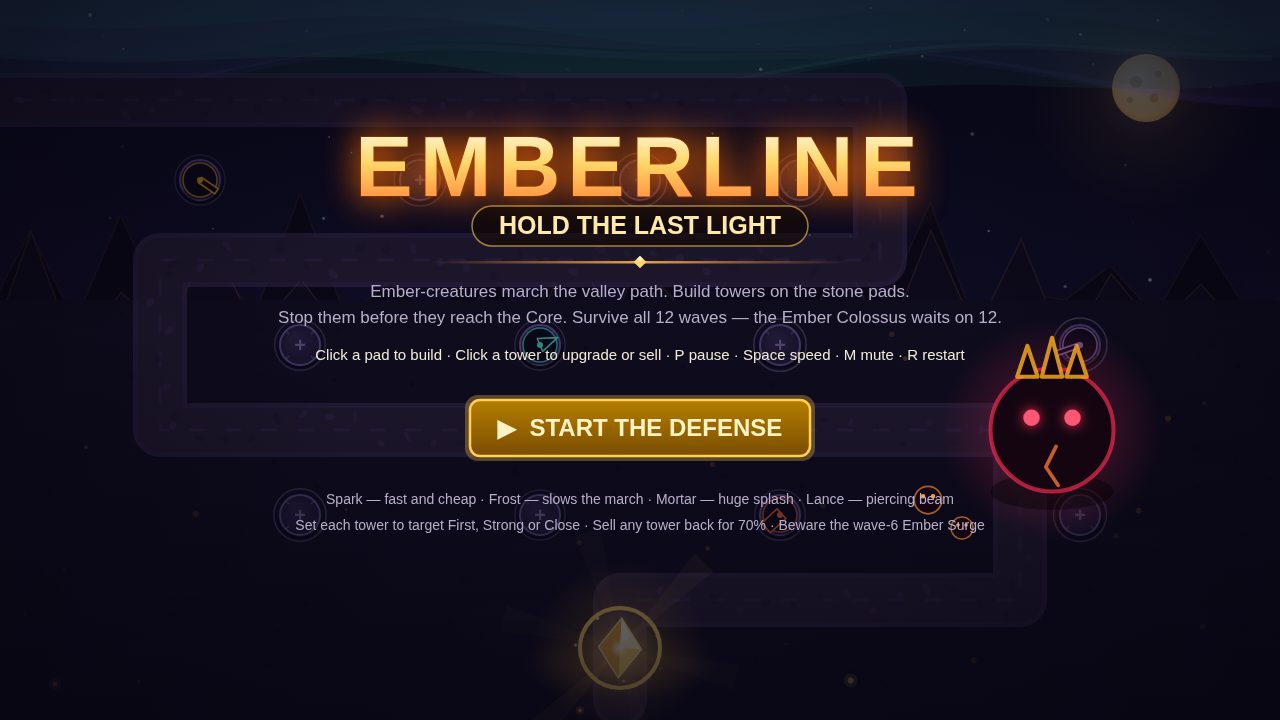 EMBERLINE
HOLD THE LAST LIGHT
Ember-creatures march the valley path. Build towers on the stone pads.
Stop them before they reach the Core. Survive all 12 waves — the Ember Colossus waits on 12.
Click a pad to build · Click a tower to upgrade or sell · P pause · Space speed · M mute · R restart
▶ START THE DEFENSE
Spark — fast and cheap · Frost — slows the march · Mortar — huge splash · Lance — piercing beam
Set each tower to target First, Strong or Close · Sell any tower back for 70% · Beware the wave-6 Ember Surge